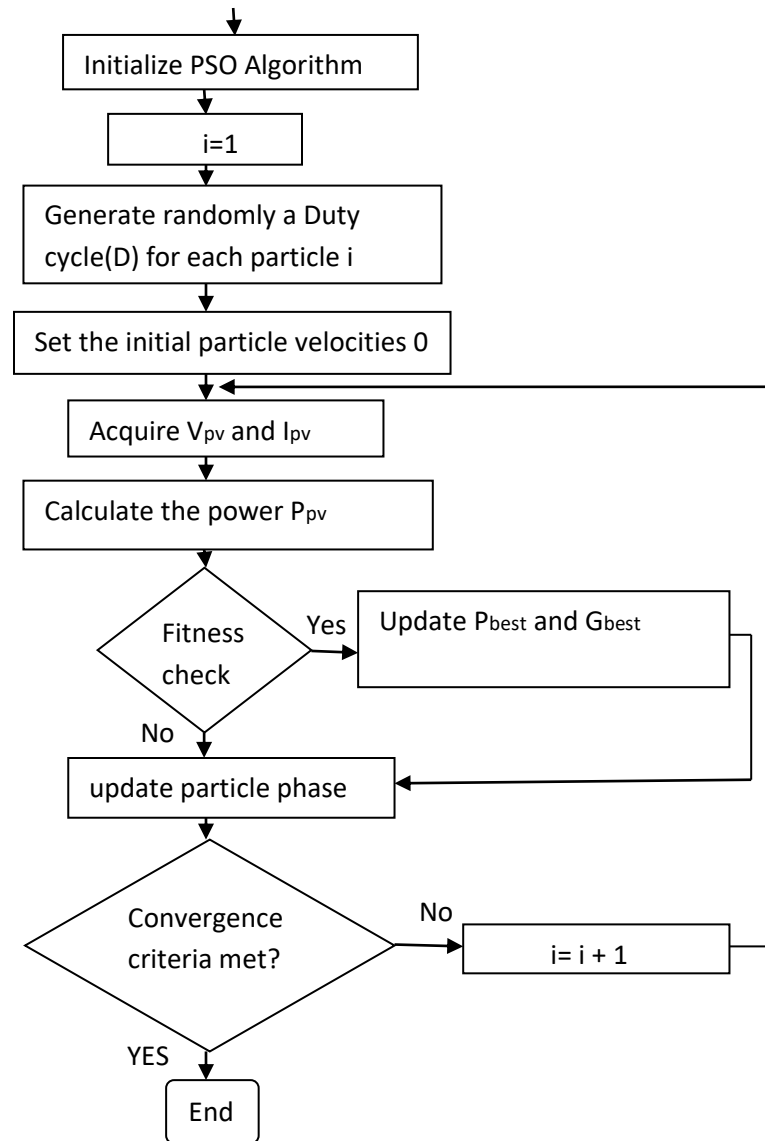 Initialize PSO Algorithm
i=1
Generate randomly a Duty
cycle(D) for each particle i
Set the initial particle velocities 0
Acquire Vpv and Ipv
Calculate the power Ppv
Fitness
check
Yes
Update Pbest and Gbest
No
update particle phase
Convergence
criteria met?
No
i= i + 1
YES
End